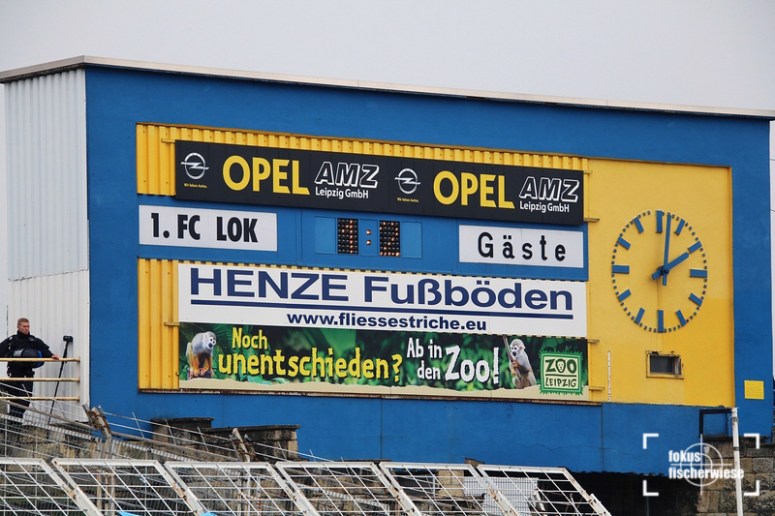 OPEL AMZ Leipzig GmbH OPEL AMZ Leipzig GmbH
1. FC LOK : Gäste
HENZE Fußböden
www.fliessestriche.eu
Noch unentschieden?
Ab in den Zoo!
ZOO LEIPZIG
fokus
fischerwiese